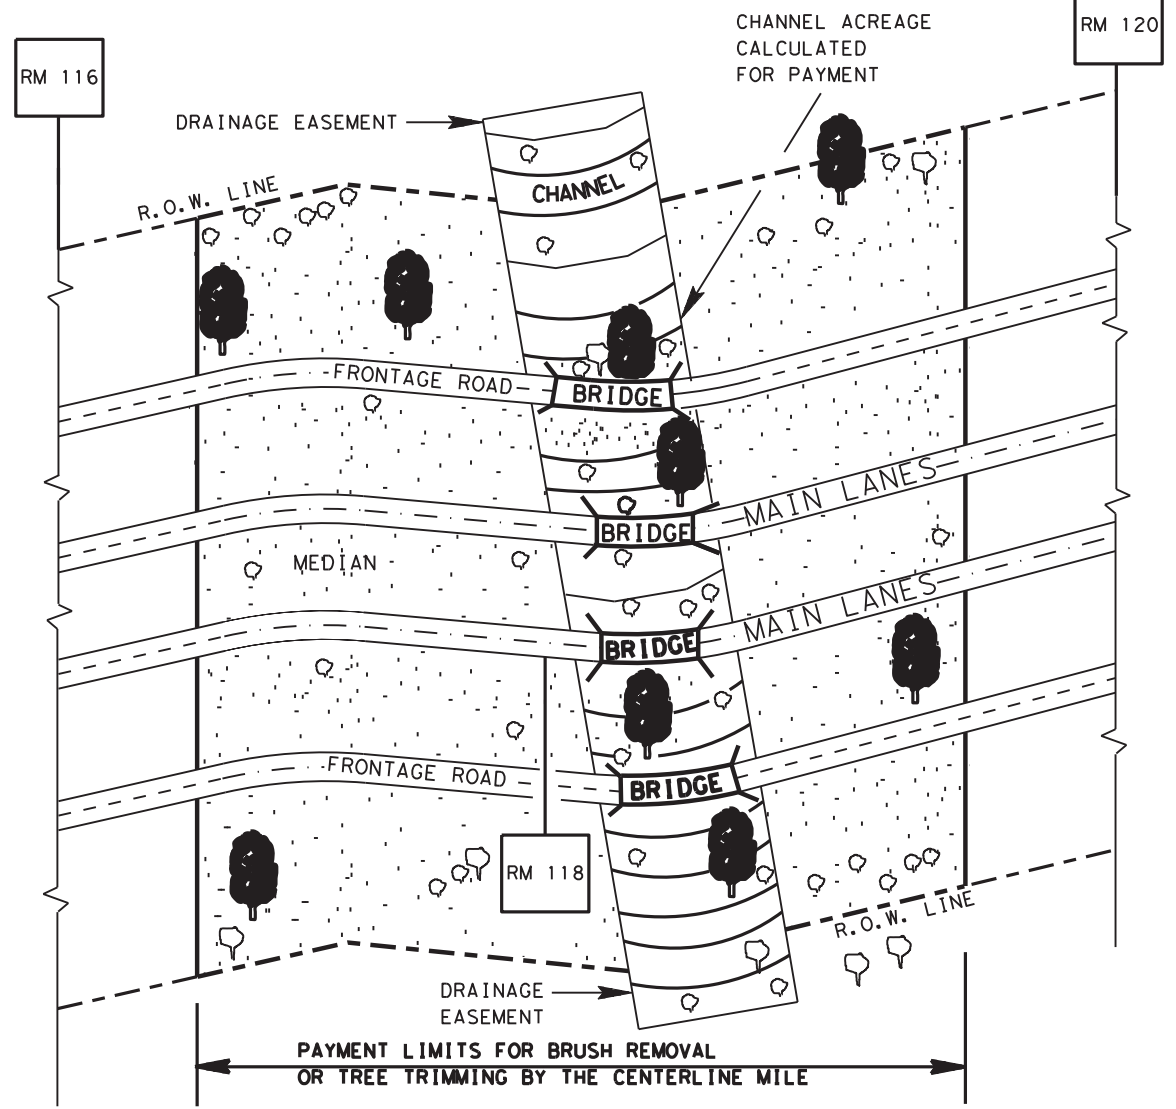 CHANNEL ACREAGE
CALCULATED
FOR PAYMENT
RM 120
RM 116
DRAINAGE EASEMENT
R.O.W. LINE
CHANNEL
FRONTAGE ROAD
BRIDGE
MAIN LANES
BRIDGE
MEDIAN
MAIN LANES
BRIDGE
FRONTAGE ROAD
BRIDGE
RM 118
R.O.W. LINE
DRAINAGE
EASEMENT
PAYMENT LIMITS FOR BRUSH REMOVAL
OR TREE TRIMMING BY THE CENTERLINE MILE